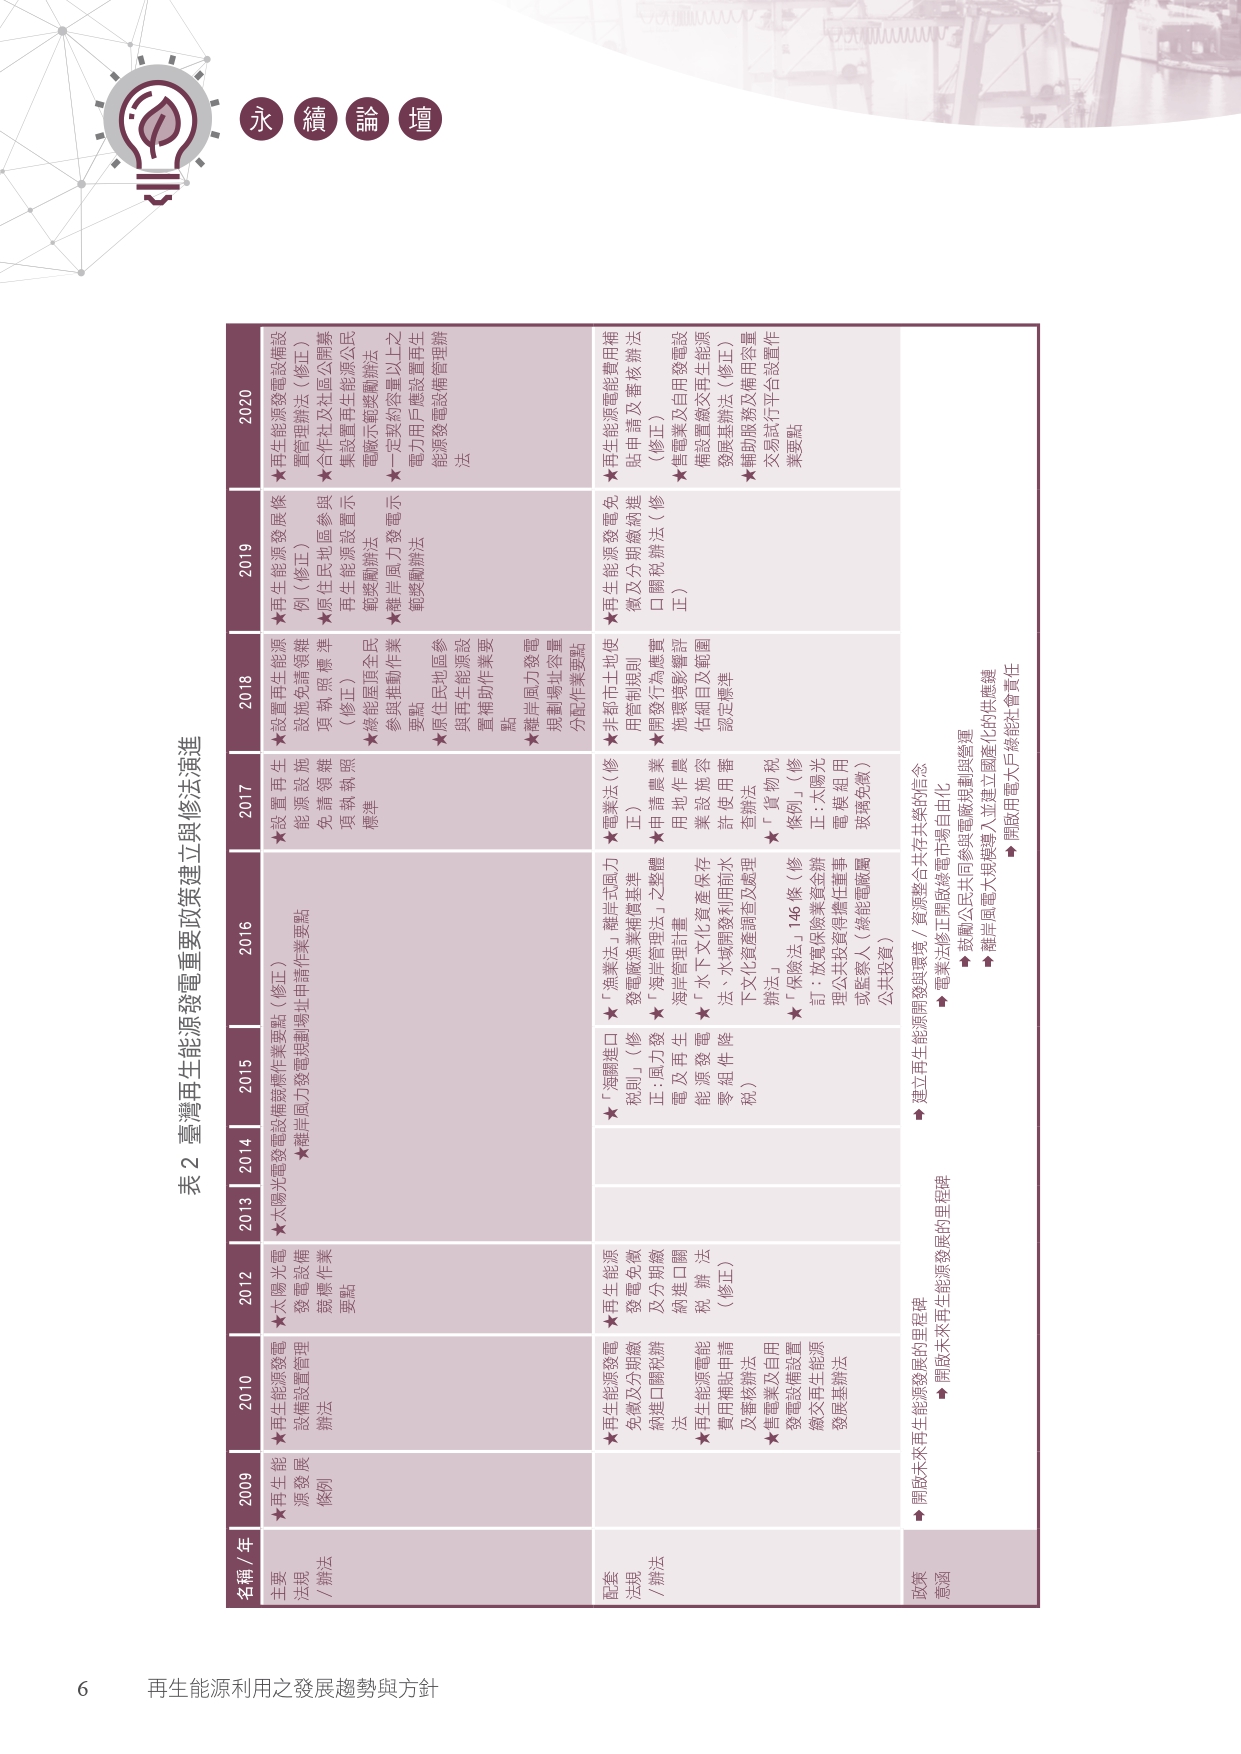 永續論壇
表 2 臺灣再生能源發電重要政策建立與修法演進
名稱 / 年
2009
2010
2012
2013
2014
2015
2016
2017
2018
2019
2020
主要
法規
/ 辦法
★再生能
源發展
條例
★再生能源發電
設備設置管理
辦法
★太陽光電
發電設備
競標作業
要點
★太陽光電發電設備競標作業要點（修正）
★離岸風力發電規劃場址申請作業要點
★設置再生
能源設施
免請領雜
項執執照
標準
★設置再生能源
設施免請領雜
項執照標準
（修正）
★綠能屋頂全民
參與推動作業
要點
★原住民地區參
與再生能源設
置補助作業要
點
★離岸風力發電
規劃場址容量
分配作業要點
★再生能源發展條
例（修正）
★原住民地區參與
再生能源設置示
範獎勵辦法
★離岸風力發電示
範獎勵辦法
★再生能源發電設備設
置管理辦法（修正）
★合作社及社區公開募
集設置再生能源公民
電廠示範獎勵辦法
★一定契約容量以上之
電力用戶應設置再生
能源發電設備管理辦
法
配套
法規
/ 辦法
★再生能源發電
免徵及分期繳
納進口關稅辦
法
★再生能源電能
費用補貼申請
及審核辦法
★售電業及自用
發電設備設置
繳交再生能源
發展基辦法
★再生能源
發電免徵
及分期繳
納進口關
稅辦法
（修正）
★「海關進口
稅則」（修
正：風力發
電及再生
能源發電
零組件降
稅）
★「漁業法」離岸式風力
發電廠漁業補償基準
★「海岸管理法」之整體
海岸管理計畫
★「水下文化資產保存
法、水域開發利用前水
下文化資產調查及處理
辦法」
★「保險法」146 條（修
訂：放寬保險業資金辦
理公共投資得擔任董事
或監察人（綠能電廠屬
公共投資）
★電業法（修
正）
★申請農業
用地作農
業設施容
許使用審
查辦法
★「貨物稅
條例」（修
正：太陽光
電模組用
玻璃免徵）
★非都市土地使
用管制規則
★開發行為應實
施環境影響評
估細目及範圍
認定標準
★再生能源發電免
徵及分期繳納進
口關稅辦法（修
正）
★再生能源電能費用補
貼申請及審核辦法
（修正）
★售電業及自用發電設
備設置繳交再生能源
發展基辦法（修正）
★輔助服務及備用容量
交易試行平台設置作
業要點
政策
意涵
➡ 開啟未來再生能源發展的里程碑
➡ 開啟未來再生能源發展的里程碑
➡ 建立再生能源開發與環境 / 資源整合共存共榮的信念
➡ 電業法修正開啟綠電市場自由化
➡ 鼓勵公民共同參與電廠規劃與營運
➡ 離岸風電大規模導入並建立國產化的供應鏈
➡ 開啟用電大戶綠能社會責任
6 再生能源利用之發展趨勢與方針